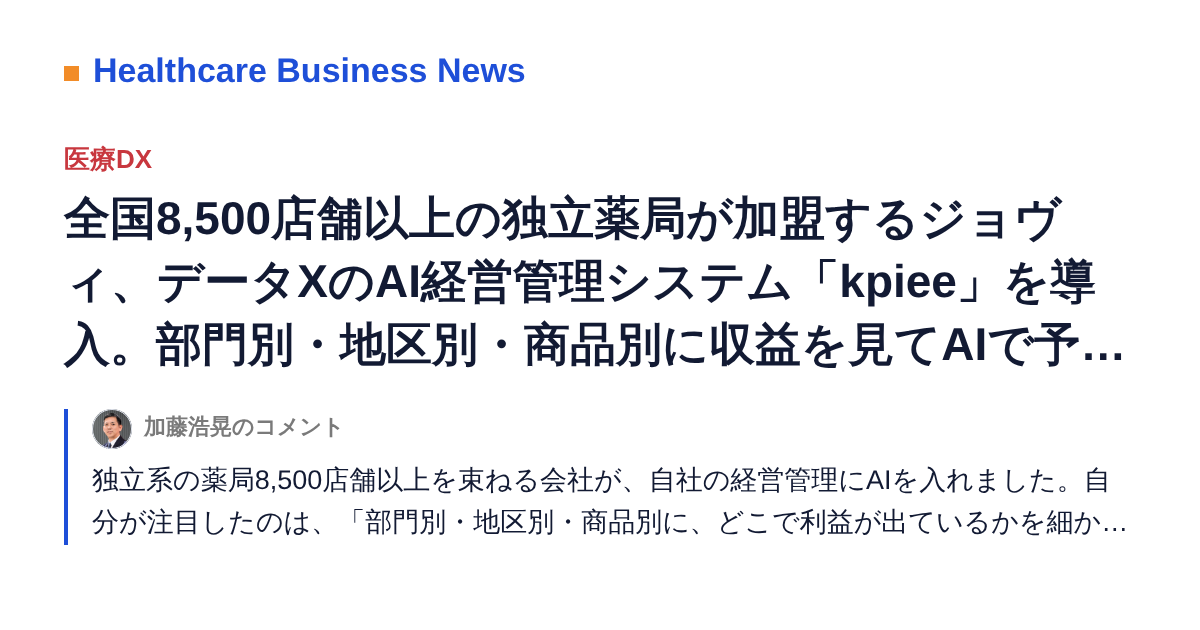 Healthcare Business News
医療DX
全国8,500店舗以上の独立薬局が加盟するジョヴ
ィ、データXのAI経営管理システム「kpiee」を導
入。部門別・地区別・商品別に収益を見てAIで予…
加藤浩晃のコメント
独立系の薬局8,500店舗以上を束ねる会社が、自社の経営管理にAIを入れました。自
分が注目したのは、「部門別・地区別・商品別に、どこで利益が出ているかを細か…